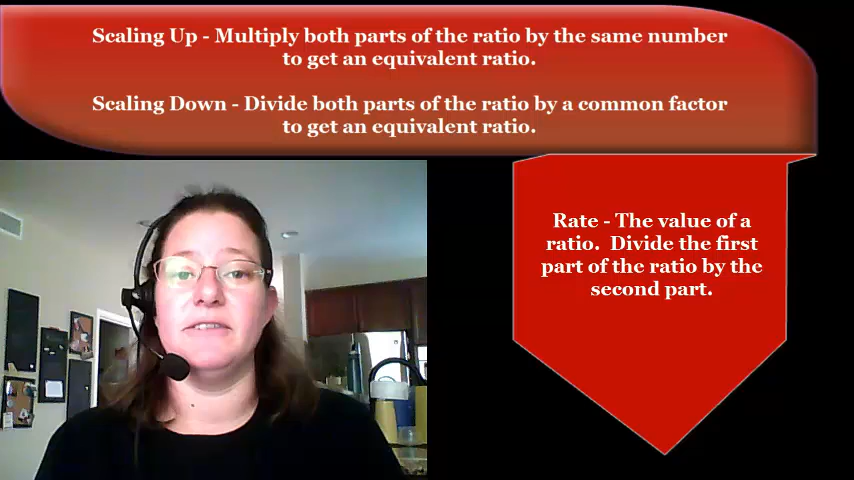 Scaling Up - Multiply both parts of the ratio by the same number
to get an equivalent ratio.
Scaling Down - Divide both parts of the ratio by a common factor
to get an equivalent ratio.
Rate - The value of a
ratio.  Divide the first
part of the ratio by the
second part.